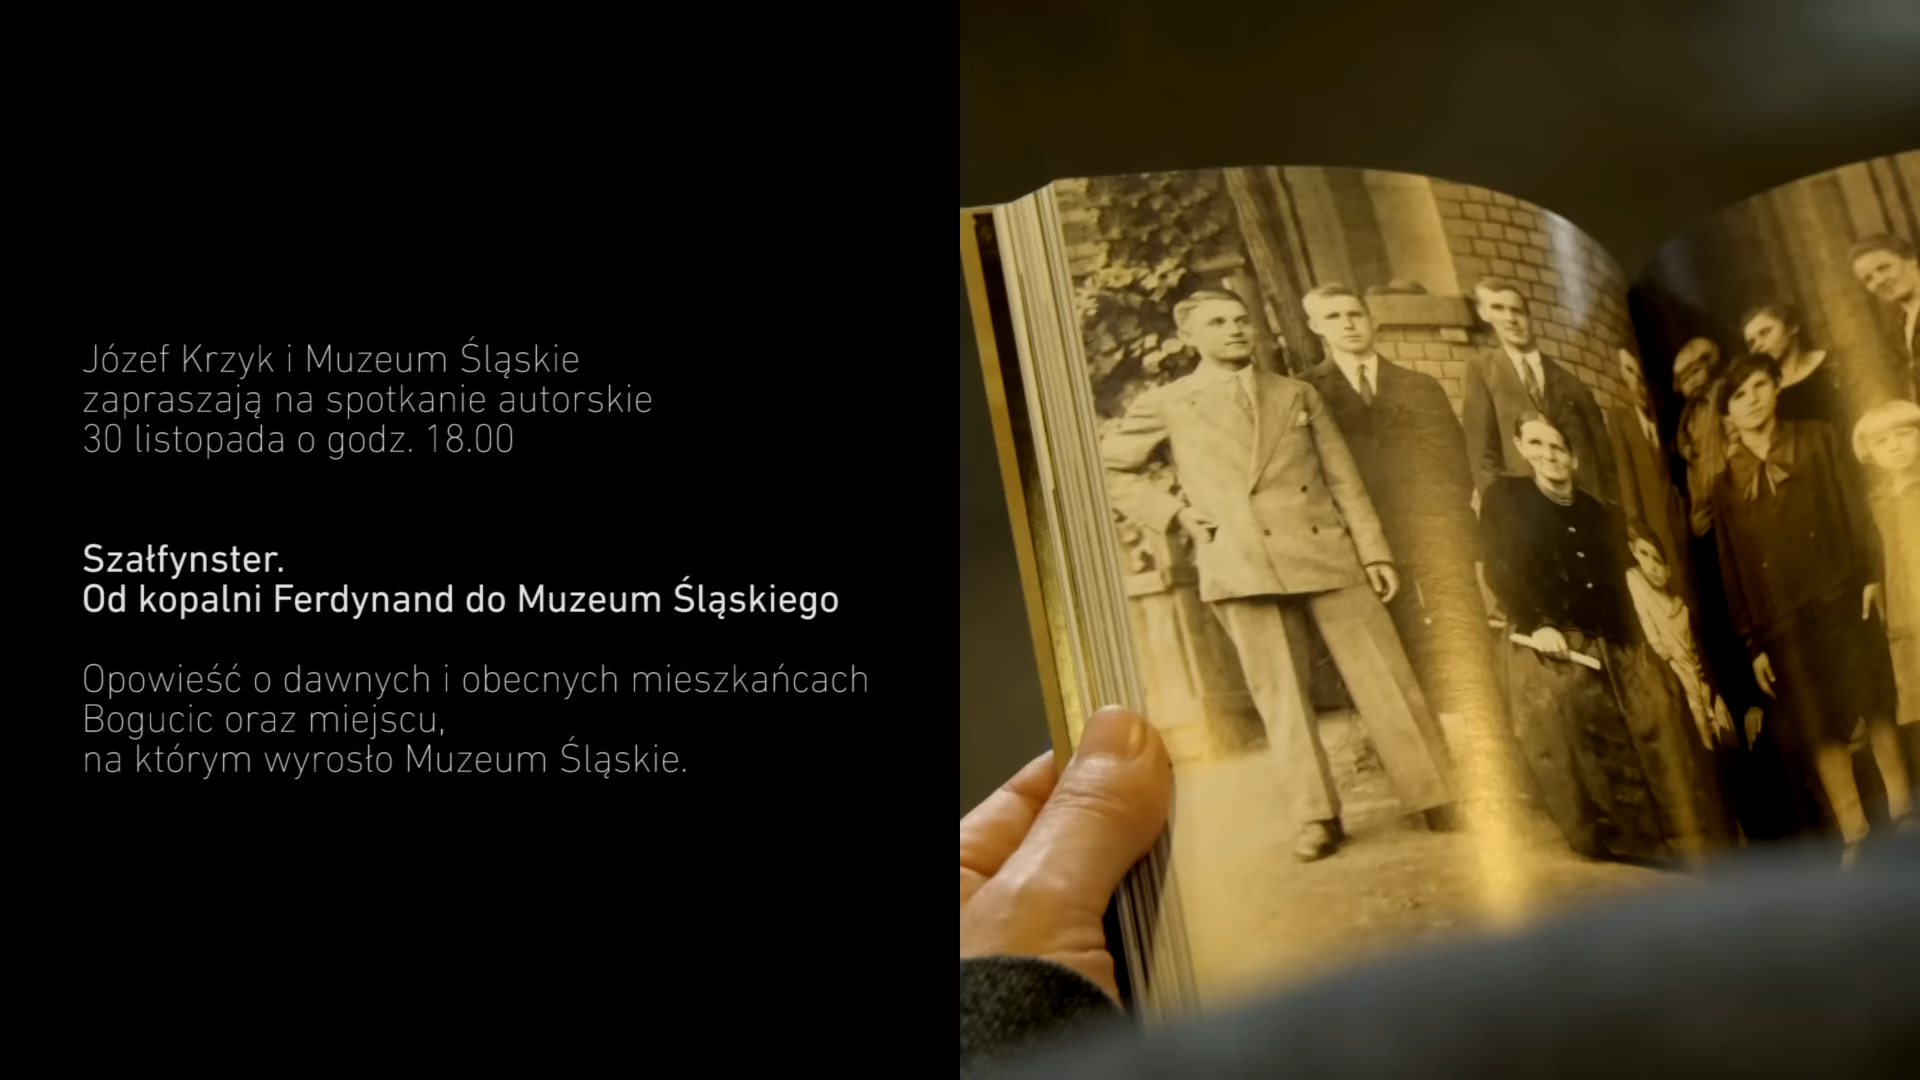 Józef Krzyk i Muzeum Śląskie
zapraszają na spotkanie autorskie
30 listopada o godz. 18.00
Szałfynster.
Od kopalni Ferdynand do Muzeum Śląskiego
Opowieść o dawnych i obecnych mieszkańcach
Bogucic oraz miejscu,
na którym wyrosło Muzeum Śląskie.